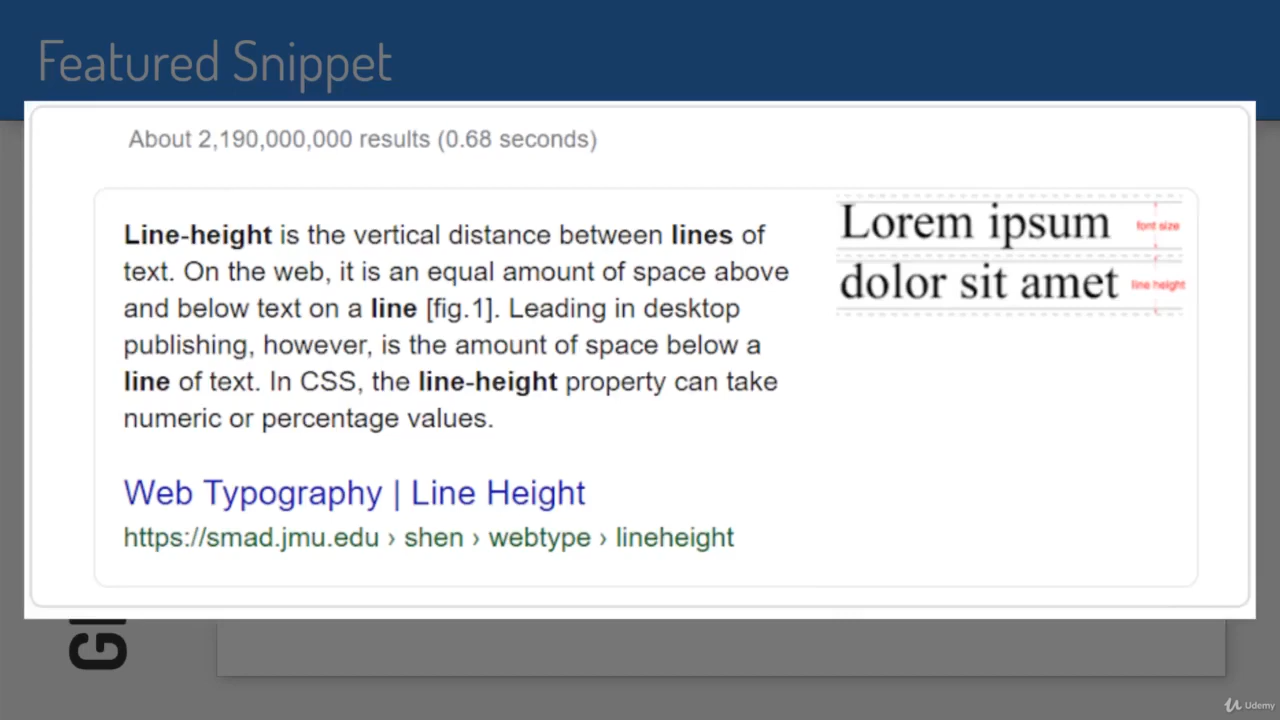 Featured Snippet
About 2,190,000,000 results (0.68 seconds)
Line-height is the vertical distance between lines of
text. On the web, it is an equal amount of space above
and below text on a line [fig.1]. Leading in desktop
publishing, however, is the amount of space below a
line of text. In CSS, the line-height property can take
numeric or percentage values.
Lorem ipsum
font size
dolor sit amet
line height
Web Typography | Line Height
https://smad.jmu.edu › shen › webtype › lineheight
Udemy